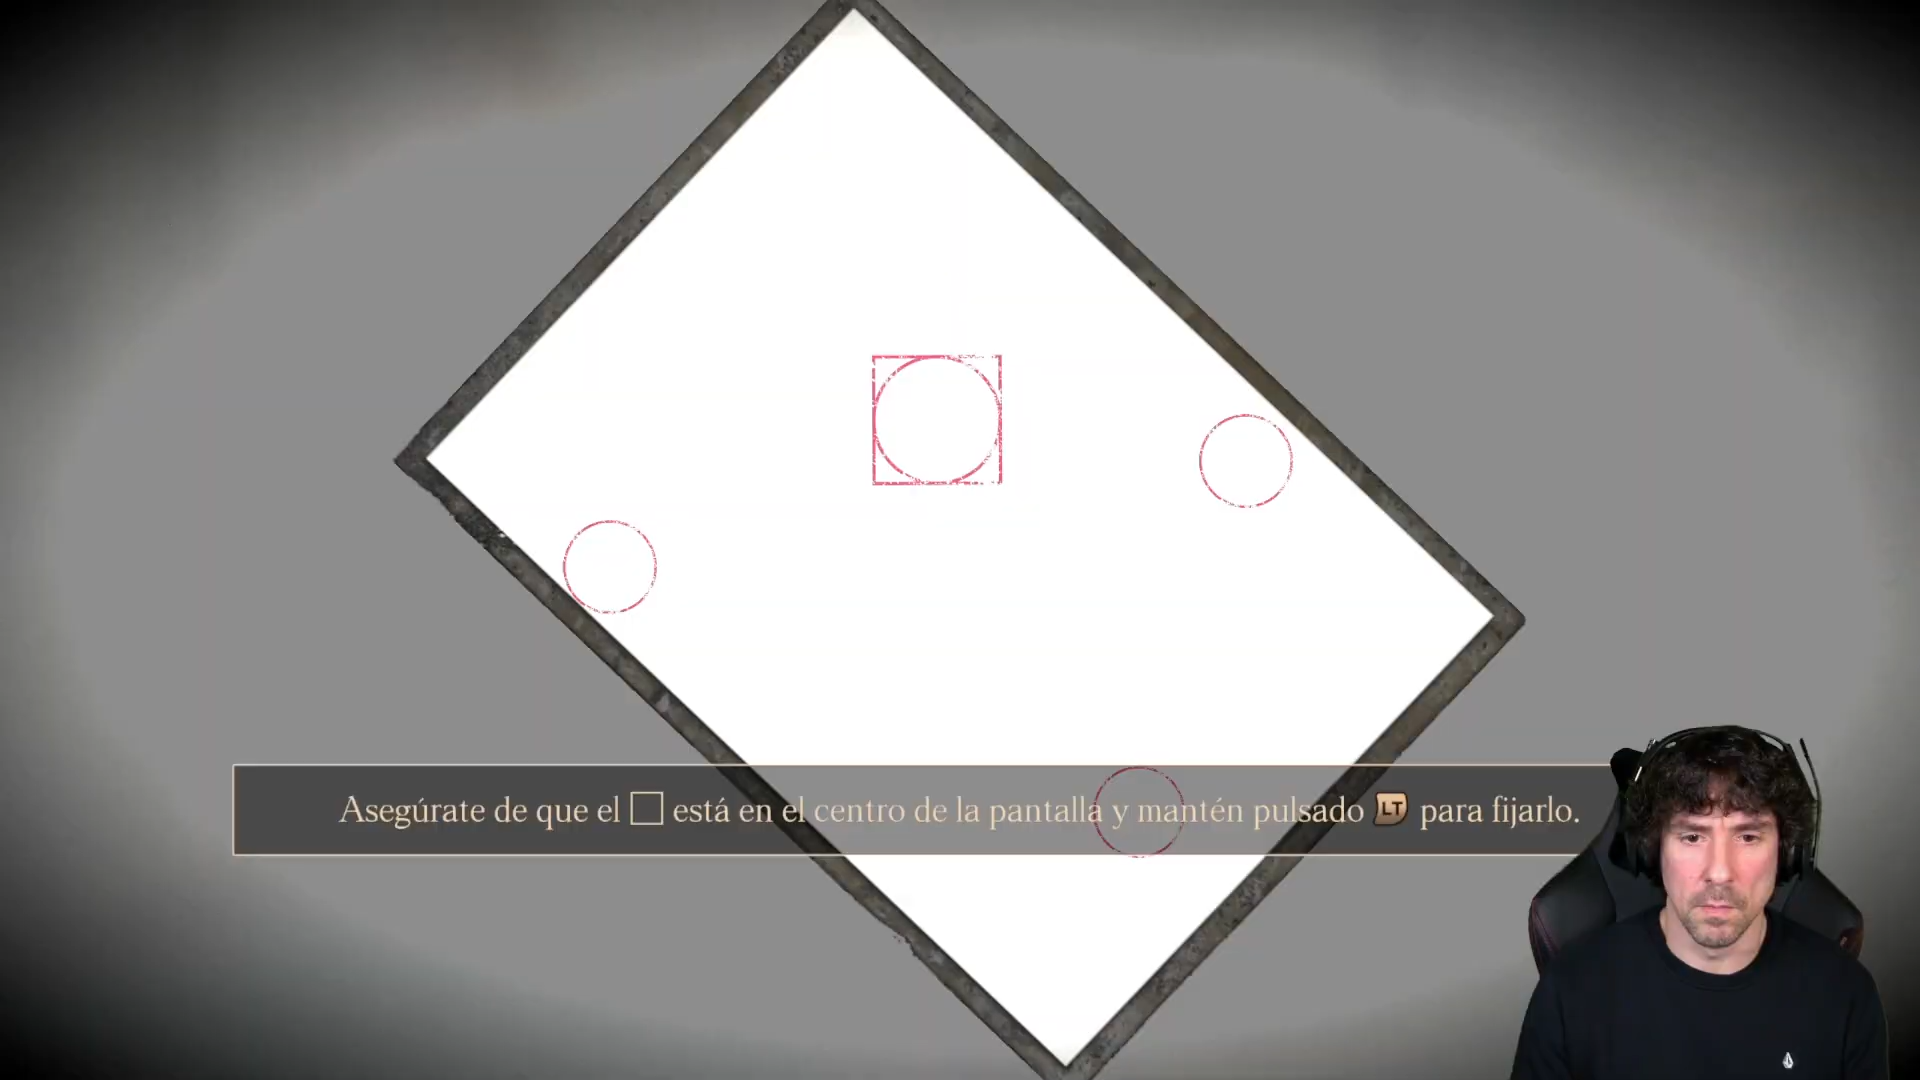 Asegúrate de que el está en el centro de la pantalla y mantén pulsado LT para fijarlo.